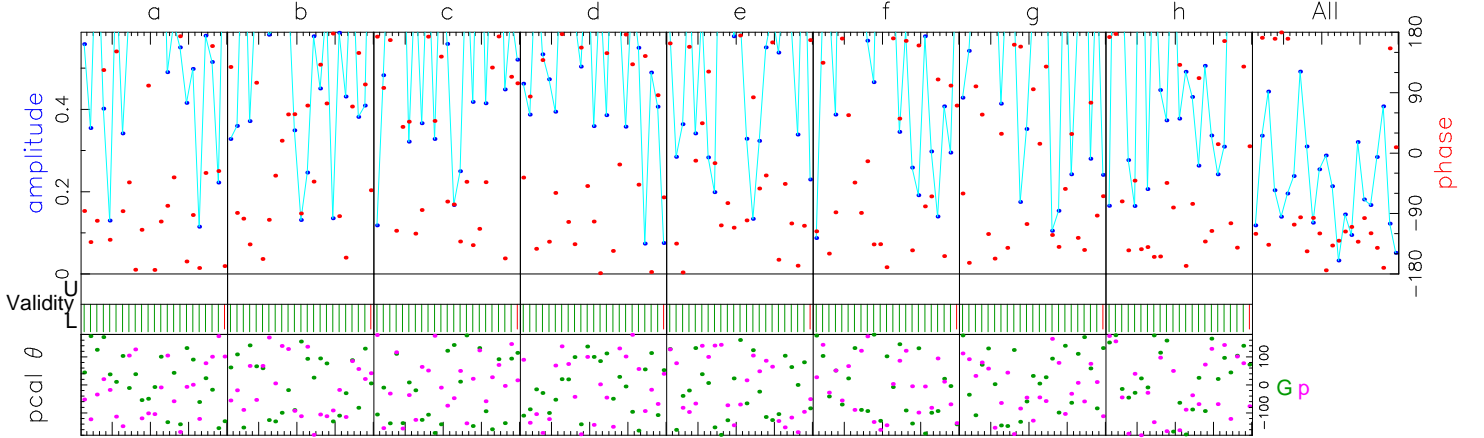 a b c d e f g h All
amplitude
0 0.2 0.4
180 90 0 −90 −180
phase
Validity
U
L
pcal θ
100 0 −100
G p